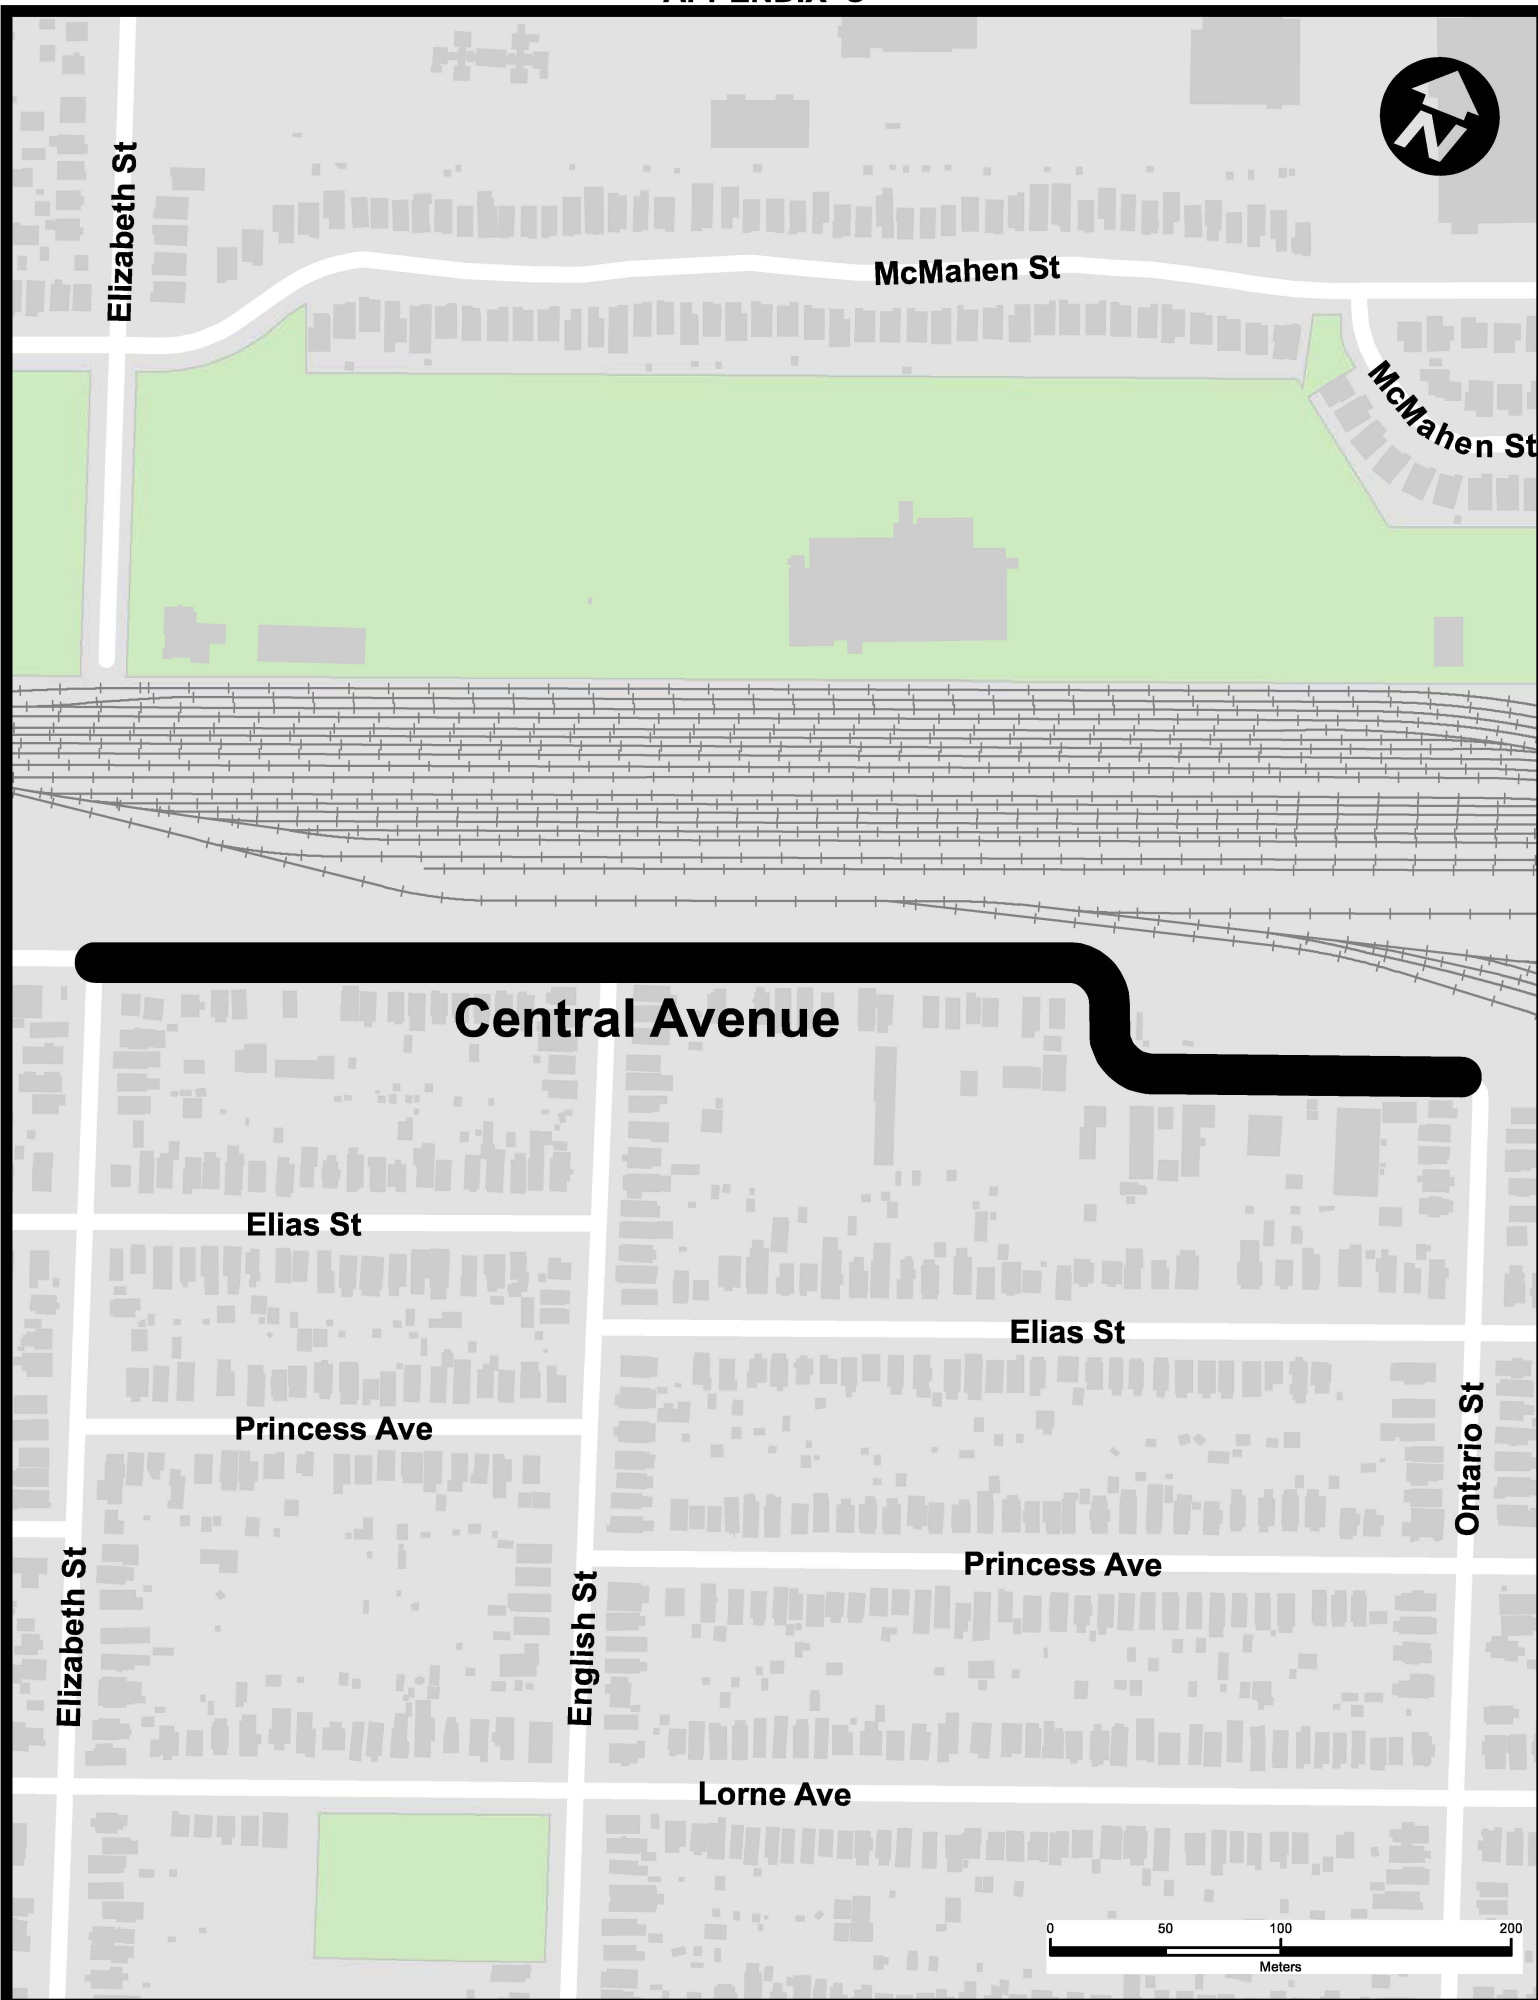 Elizabeth St
N
McMahen St
McMahen St
Central Avenue
Elias St
Elias St
Princess Ave
Ontario St
Princess Ave
Elizabeth St
English St
Lorne Ave
0 50 100 200
Meters